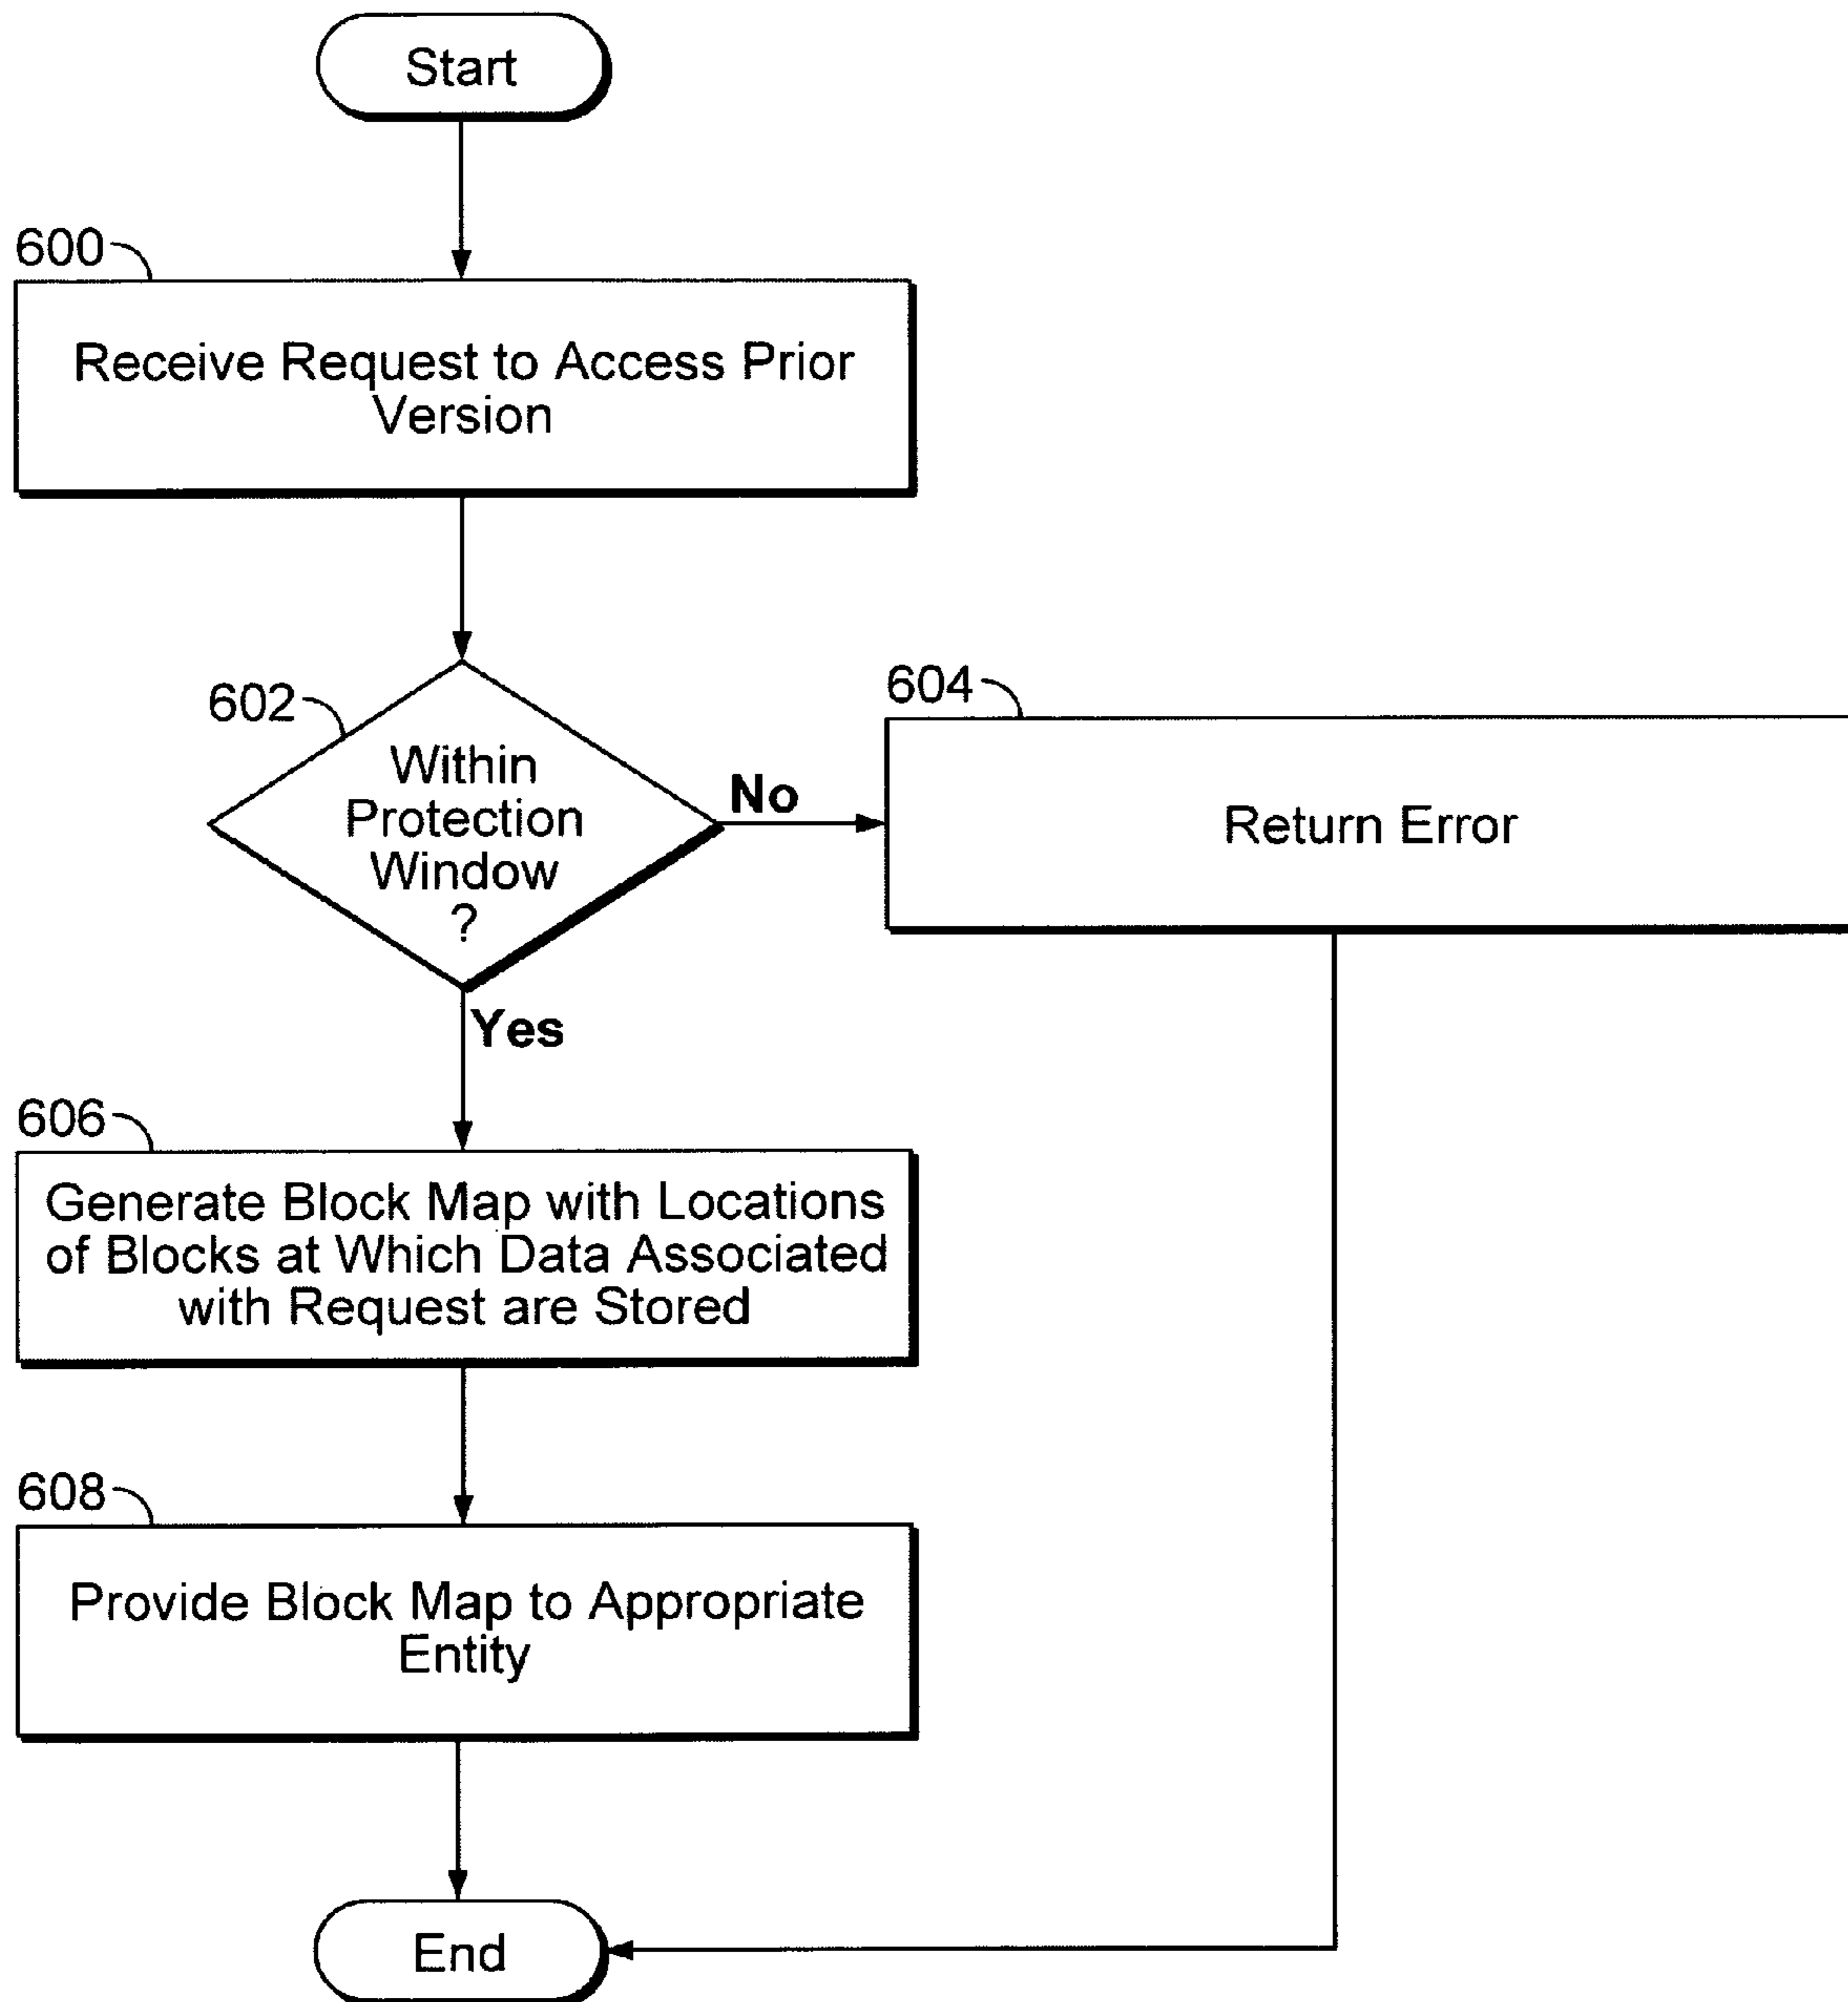 Start
600
Receive Request to Access Prior
Version
602
Within
Protection
Window
?
No
604
Return Error
Yes
606
Generate Block Map with Locations
of Blocks at Which Data Associated
with Request are Stored
608
Provide Block Map to Appropriate
Entity
End